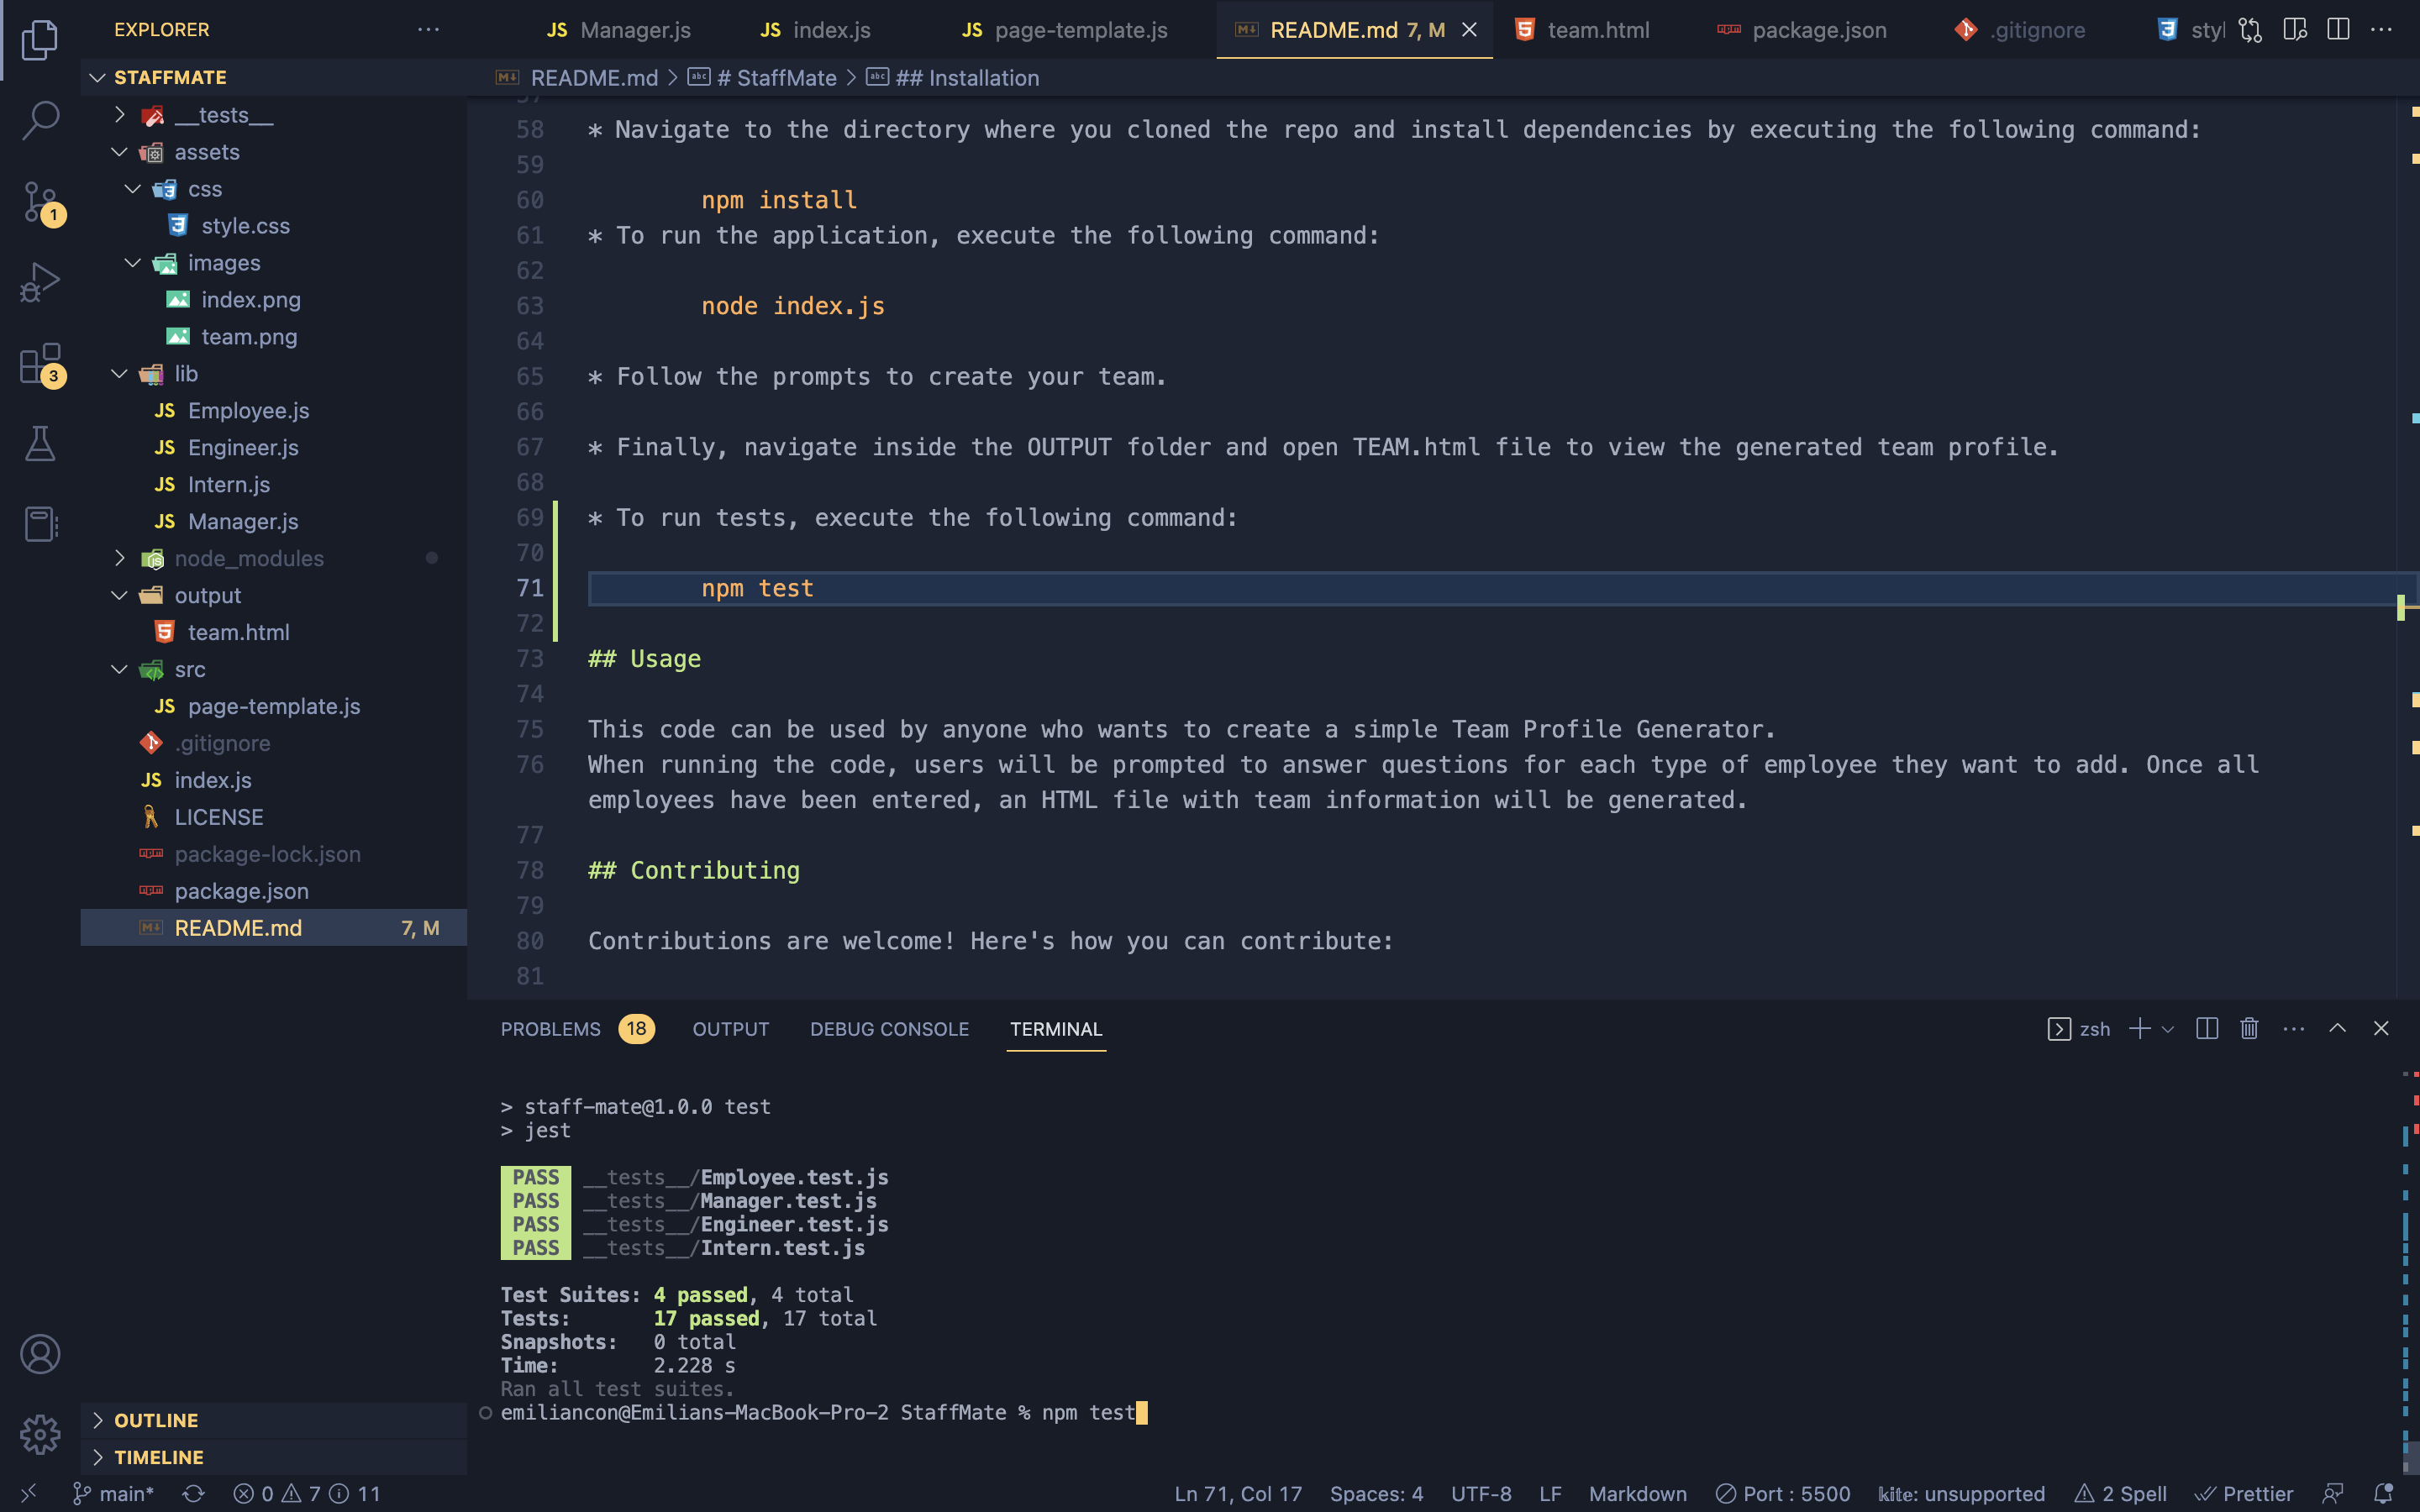 EXPLORER
STAFFMATE
__tests__
assets
css
style.css
images
index.png
team.png
lib
JS Employee.js
JS Engineer.js
JS Intern.js
JS Manager.js
node_modules
output
team.html
src
JS page-template.js
.gitignore
JS index.js
LICENSE
package-lock.json
package.json
README.md 7, M
OUTLINE
TIMELINE
1
3
JS Manager.js JS index.js JS page-template.js README.md 7, M team.html package.json .gitignore styl
README.md > # StaffMate > ## Installation
58 * Navigate to the directory where you cloned the repo and install dependencies by executing the following command:
59
60 npm install
61 * To run the application, execute the following command:
62
63 node index.js
64
65 * Follow the prompts to create your team.
66
67 * Finally, navigate inside the OUTPUT folder and open TEAM.html file to view the generated team profile.
68
69 * To run tests, execute the following command:
70
71 npm test
72
73 ## Usage
74
75 This code can be used by anyone who wants to create a simple Team Profile Generator.
76 When running the code, users will be prompted to answer questions for each type of employee they want to add. Once all
employees have been entered, an HTML file with team information will be generated.
77
78 ## Contributing
79
80 Contributions are welcome! Here's how you can contribute:
81
PROBLEMS 18 OUTPUT DEBUG CONSOLE TERMINAL zsh
> staff-mate@1.0.0 test
> jest
PASS __tests__/Employee.test.js
PASS __tests__/Manager.test.js
PASS __tests__/Engineer.test.js
PASS __tests__/Intern.test.js
Test Suites: 4 passed, 4 total
Tests: 17 passed, 17 total
Snapshots: 0 total
Time: 2.228 s
Ran all test suites.
emiliancon@Emilians-MacBook-Pro-2 StaffMate % npm test
main* 0 7 11 Ln 71, Col 17 Spaces: 4 UTF-8 LF Markdown Port : 5500 kite: unsupported 2 Spell Prettier